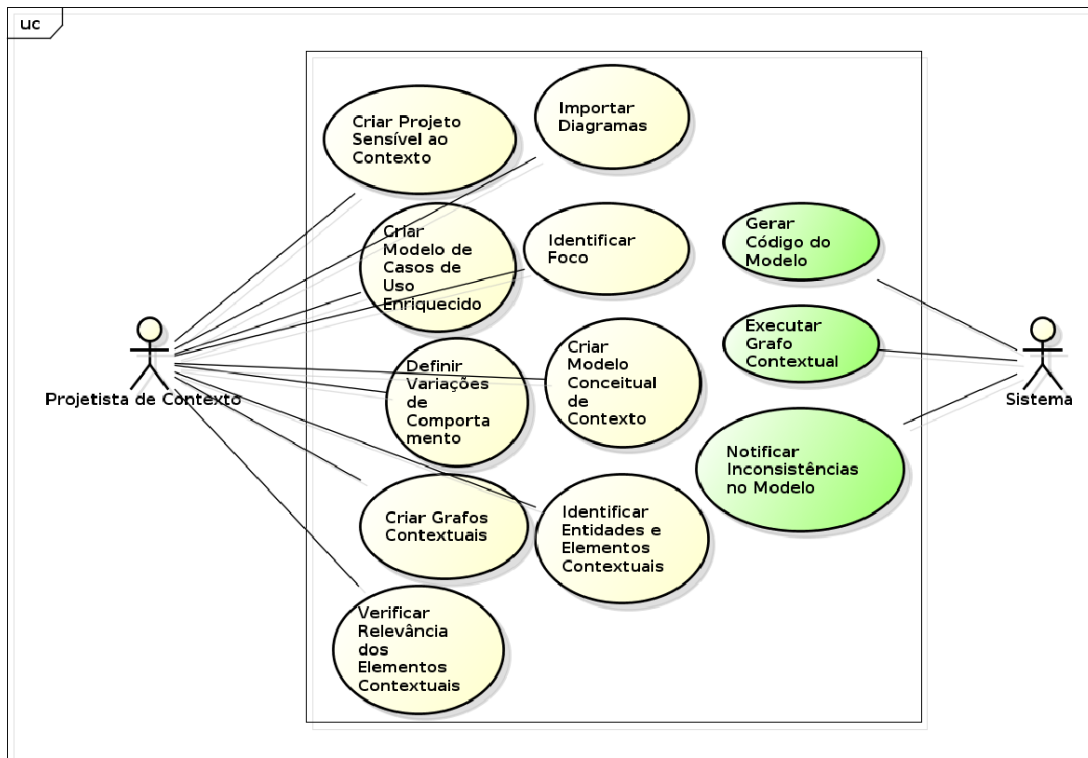 uc
Criar Projeto
Sensível ao
Contexto
Importar
Diagramas
Criar
Modelo de
Casos de
Uso
Enriquecido
Identificar
Foco
Gerar
Código do
Modelo
Executar
Grafo
Contextual
Projetista de Contexto
Definir
Variações
de
Comporta
mento
Criar
Modelo
Conceitual
de
Contexto
Sistema
Notificar
Inconsistências
no Modelo
Criar Grafos
Contextuais
Identificar
Entidades e
Elementos
Contextuais
Verificar
Relevância
dos
Elementos
Contextuais